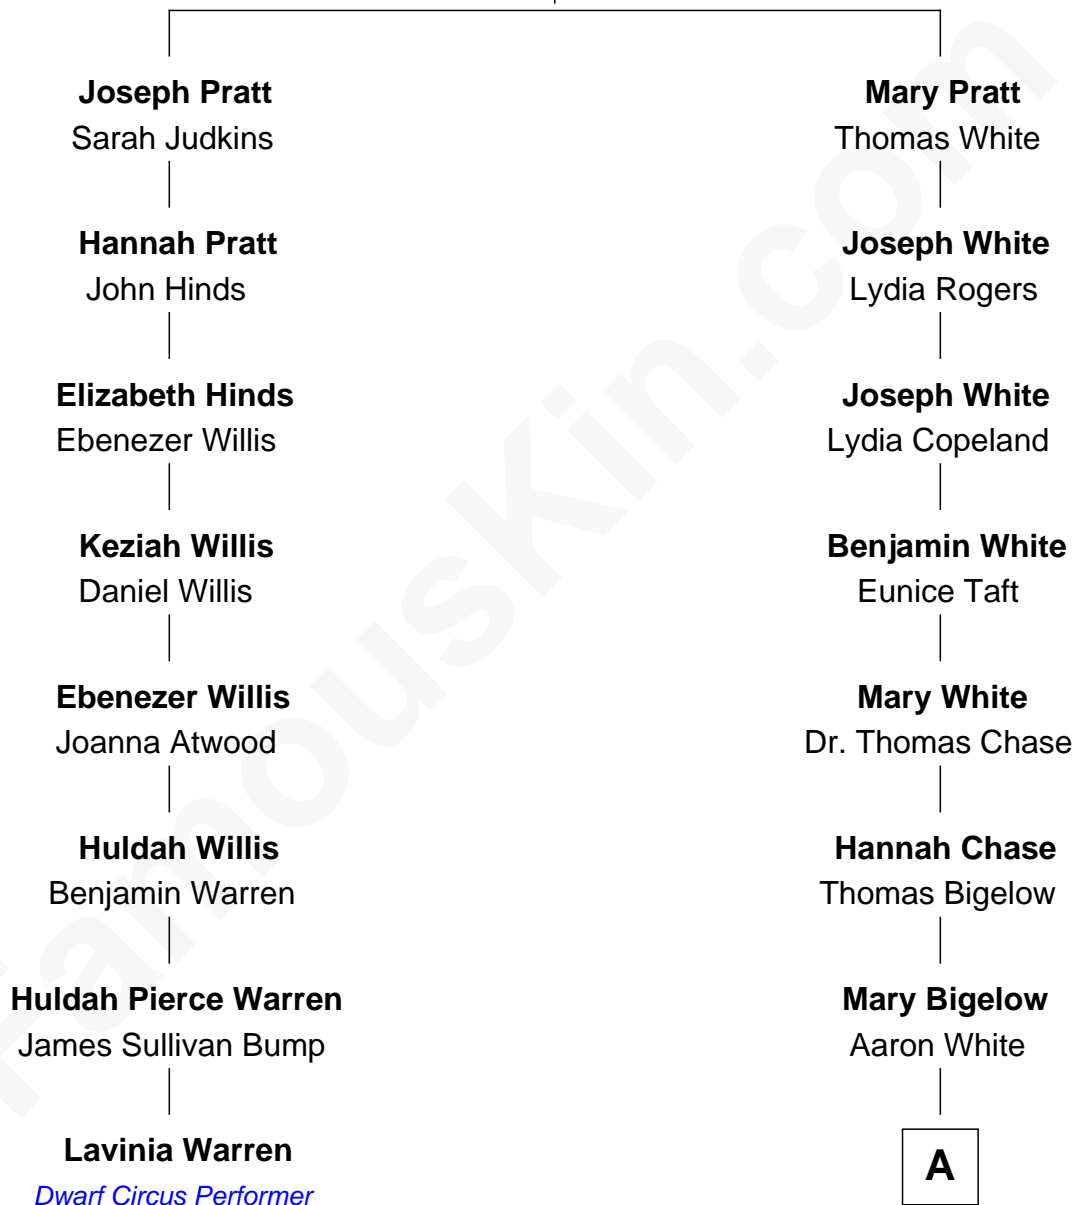 Joseph Pratt
Sarah Judkins
Hannah Pratt
John Hinds
Elizabeth Hinds
Ebenezer Willis
Keziah Willis
Daniel Willis
Ebenezer Willis
Joanna Atwood
Huldah Willis
Benjamin Warren
Huldah Pierce Warren
James Sullivan Bump
Lavinia Warren
Dwarf Circus Performer
Mary Pratt
Thomas White
Joseph White
Lydia Rogers
Joseph White
Lydia Copeland
Benjamin White
Eunice Taft
Mary White
Dr. Thomas Chase
Hannah Chase
Thomas Bigelow
Mary Bigelow
Aaron White
A
FamousKin.com